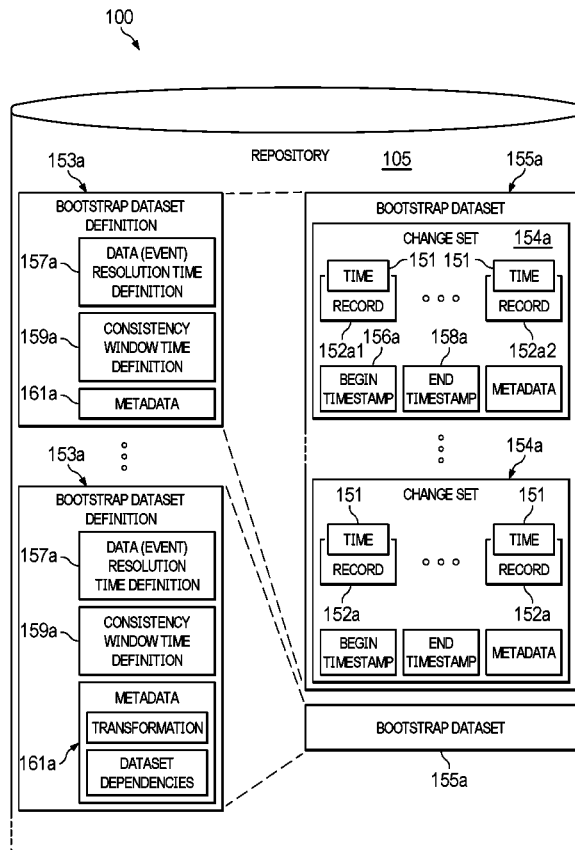 100
REPOSITORY
105
153a
BOOTSTRAP DATASET
DEFINITION
157a
DATA (EVENT)
RESOLUTION TIME
DEFINITION
159a
CONSISTENCY
WINDOW TIME
DEFINITION
161a
METADATA
153a
BOOTSTRAP DATASET
DEFINITION
157a
DATA (EVENT)
RESOLUTION
TIME DEFINITION
159a
CONSISTENCY
WINDOW TIME
DEFINITION
METADATA
TRANSFORMATION
161a
DATASET
DEPENDENCIES
155a
BOOTSTRAP DATASET
CHANGE SET
154a
TIME
151
151
TIME
RECORD
RECORD
152a1
156a
158a
152a2
BEGIN
TIMESTAMP
END
TIMESTAMP
METADATA
154a
CHANGE SET
151
151
TIME
TIME
RECORD
RECORD
152a
152a
BEGIN
TIMESTAMP
END
TIMESTAMP
METADATA
BOOTSTRAP DATASET
155a